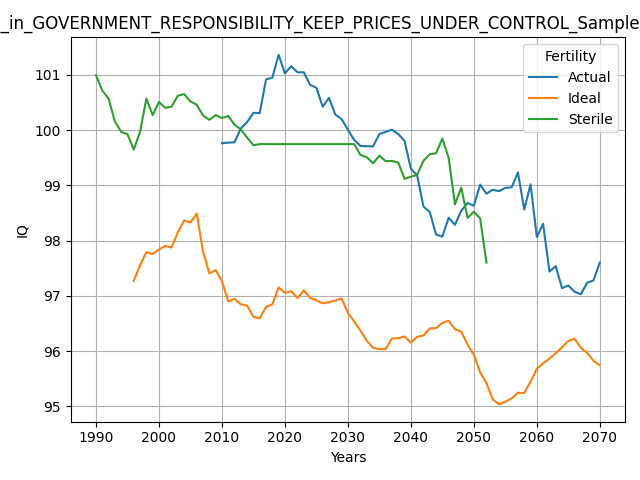 _in_GOVERNMENT_RESPONSIBILITY_KEEP_PRICES_UNDER_CONTROL_Sample
Fertility
Actual
Ideal
Sterile
101
100
99
98
97
96
95
IQ
1990 2000 2010 2020 2030 2040 2050 2060 2070
Years